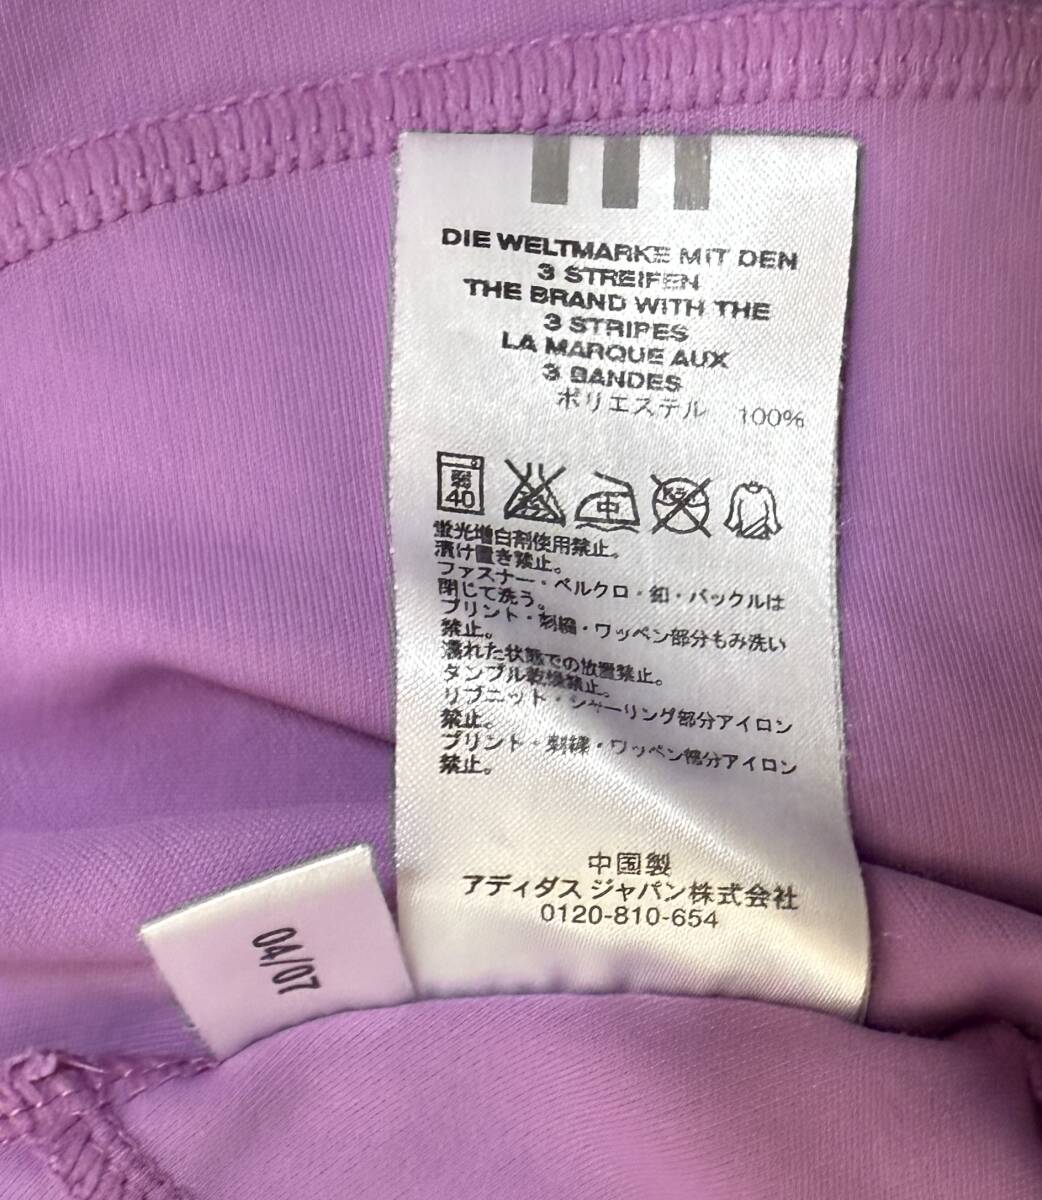 DIE WELTMARKE MIT DEN
3 STREIFEN
THE BRAND WITH THE
3 STRIPES
LA MARQUE AUX
3 BANDES
ポリエステル 100%
弱
40
中
蛍光増白剤使用禁止。
漬け置き禁止。
ファスナー・ベルクロ・釦・バックルは
閉じて洗う。
プリント・刺繍・ワッペン部分もみ洗い
禁止。
濡れた状態での放置禁止。
タンブル乾燥禁止。
リブニット・シャーリング部分アイロン
禁止。
プリント・刺繍・ワッペン部分アイロン
禁止。
中国製
アディダス ジャパン株式会社
0120-810-654
04/07